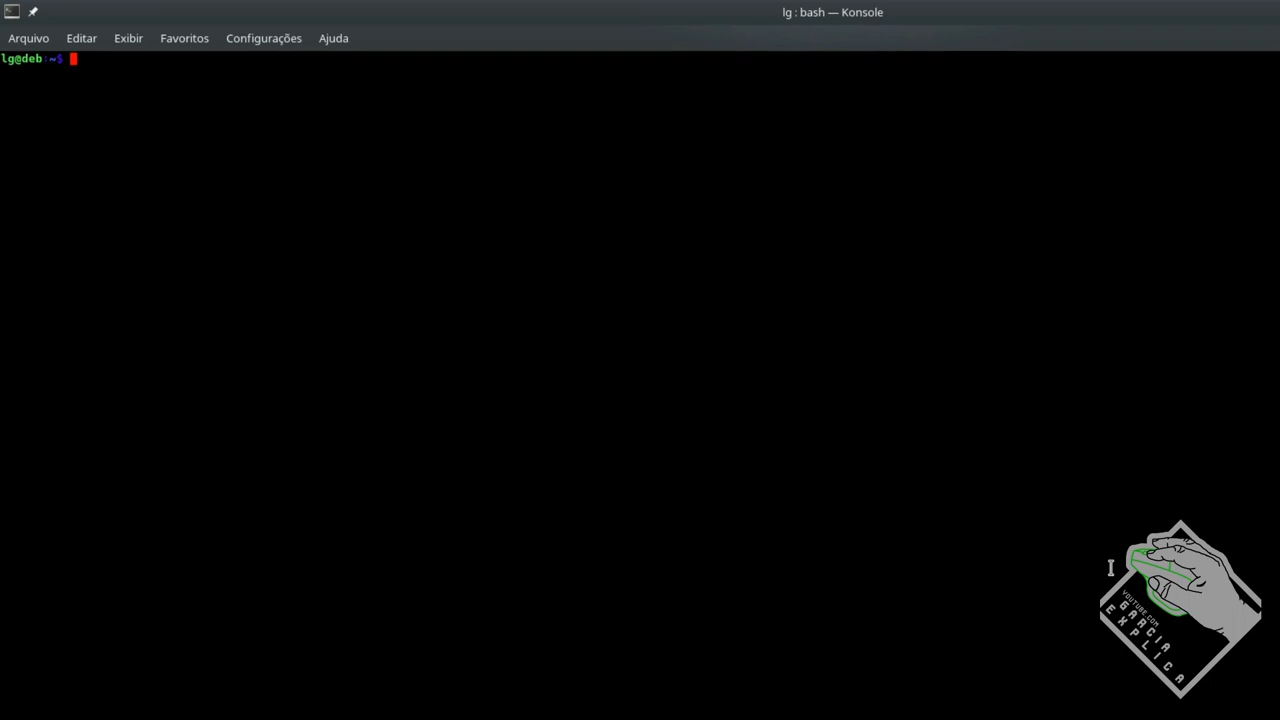 lg : bash — Konsole
Arquivo Editar Exibir Favoritos Configurações Ajuda
lg@deb:~$
YOUTUBE.COM
GARCIA
EXPLICA